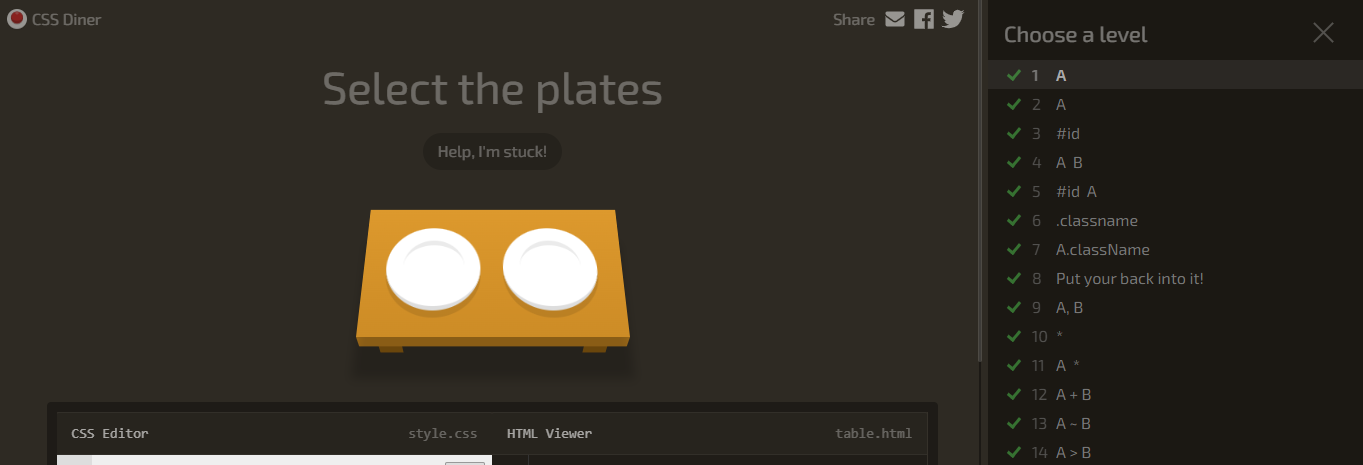 CSS Diner
Share
Select the plates
Help, I'm stuck!
CSS Editor
style.css
HTML Viewer
table.html
Choose a level
1 A
2 A
3 #id
4 A B
5 #id A
6 .classname
7 A.className
8 Put your back into it!
9 A, B
10 *
11 A *
12 A + B
13 A ~ B
14 A > B